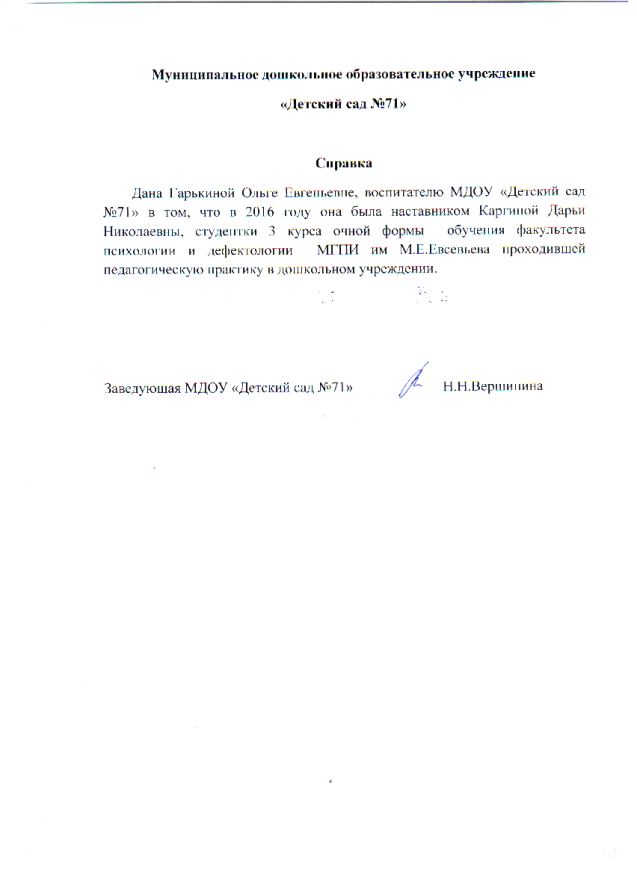 Муниципальное дошкольное образовательное учреждение
«Детский сад №71»
Справка
Дана Гарькиной Ольге Евгеньевне, воспитателю МДОУ «Детский сад
№71» в том, что в 2016 году она была наставником Каргиной Дарьи
Николаевны, студентки 3 курса очной формы обучения факультета
психологии и дефектологии МГПИ им М.Е.Евсевьева проходившей
педагогическую практику в дошкольном учреждении.
Заведующая МДОУ «Детский сад №71» Н.Н.Вершинина